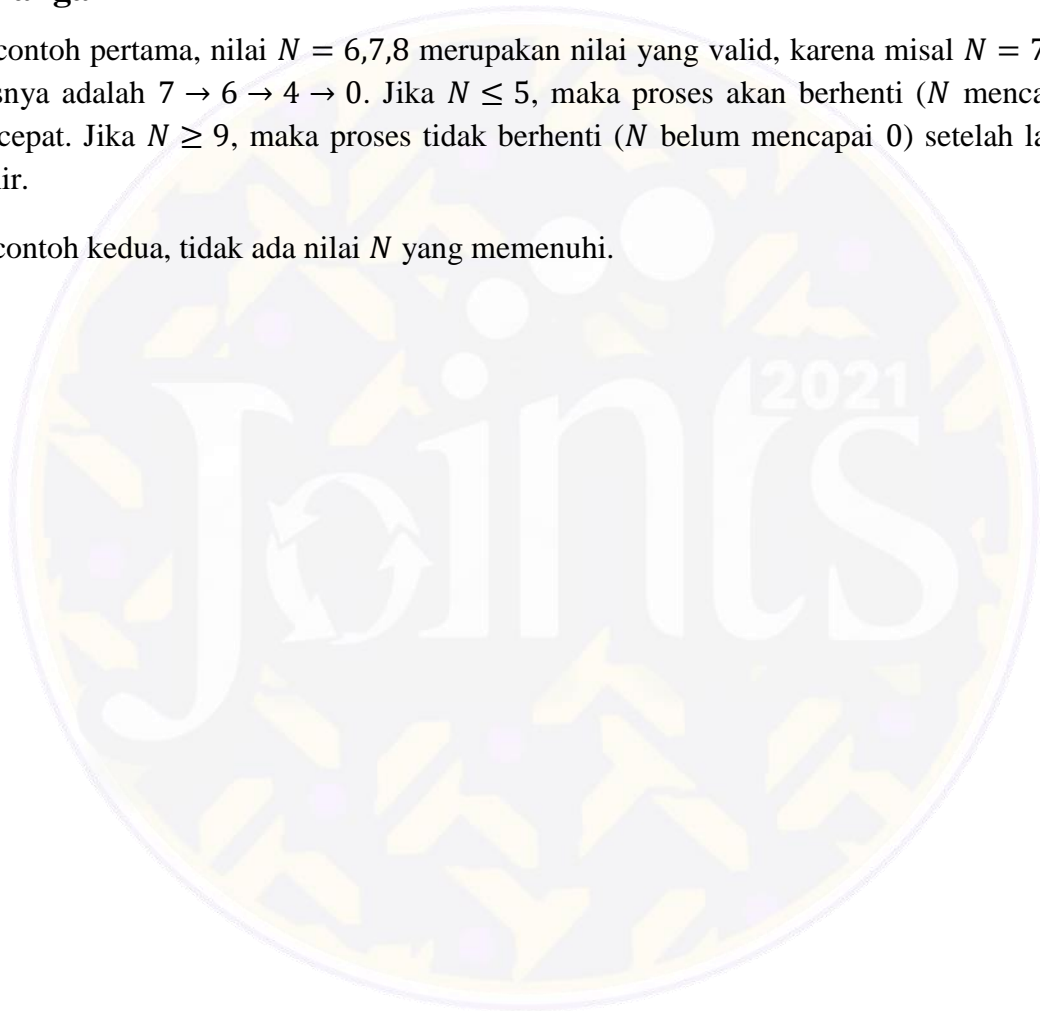 contoh pertama, nilai N = 6,7,8 merupakan nilai yang valid, karena misal N = 7
snya adalah 7 → 6 → 4 → 0. Jika N ≤ 5, maka proses akan berhenti (N menca
cepat. Jika N ≥ 9, maka proses tidak berhenti (N belum mencapai 0) setelah la
ir.
contoh kedua, tidak ada nilai N yang memenuhi.
2021
Joints